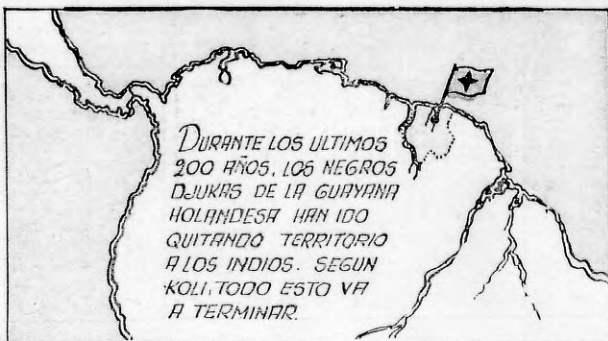 DURANTE LOS ULTIMOS
200 AÑOS, LOS NEGROS
DJUKAS DE LA GUAYANA
HOLANDESA HAN IDO
QUITANDO TERRITORIO
A LOS INDIOS. SEGUN
KOLI, TODO ESTO VA
A TERMINAR.